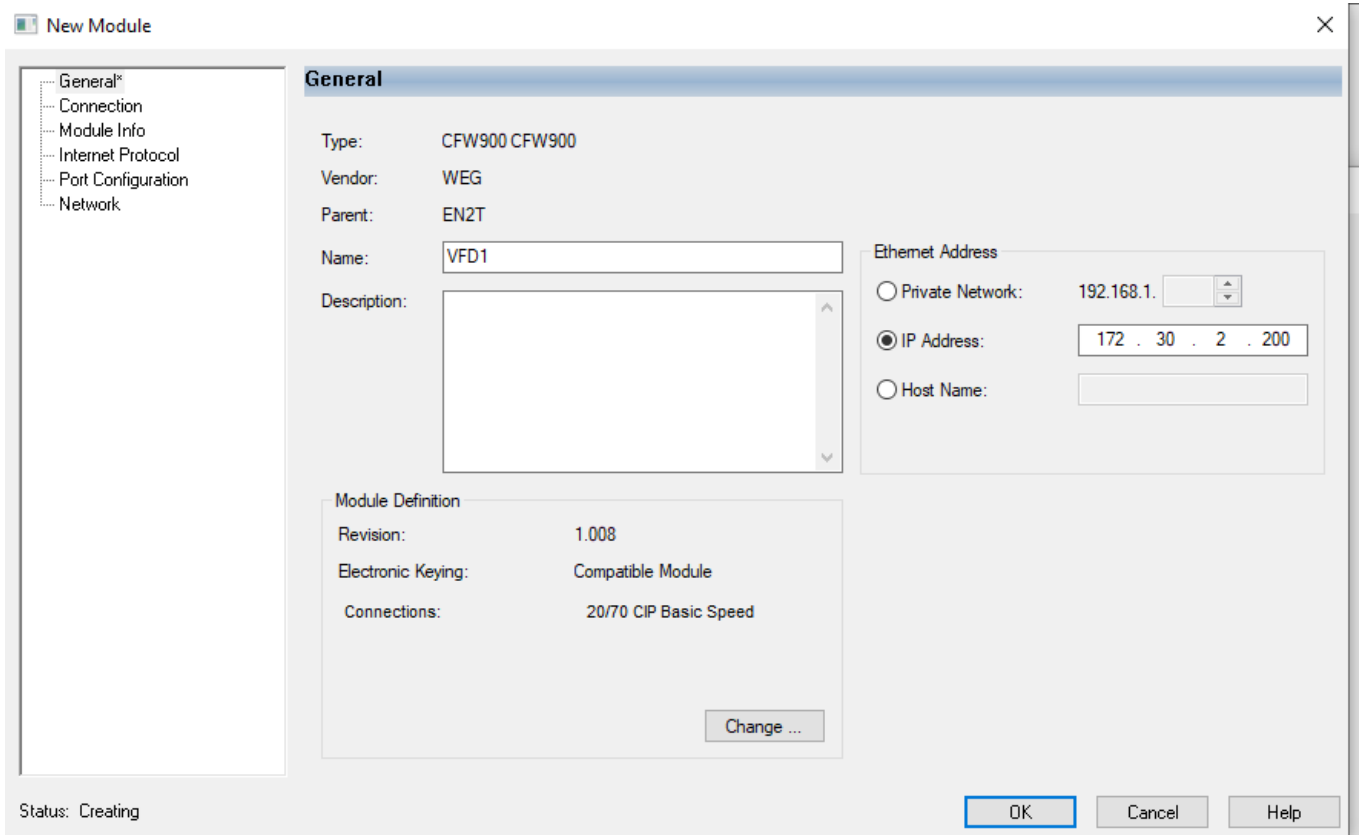 New Module
General*
Connection
Module Info
Internet Protocol
Port Configuration
Network
General
Type: CFW900 CFW900
Vendor: WEG
Parent: EN2T
Name: VFD1
Description:
Ethernet Address
Private Network: 192.168.1.
IP Address: 172 . 30 . 2 . 200
Host Name:
Module Definition
Revision: 1.008
Electronic Keying: Compatible Module
Connections: 20/70 CIP Basic Speed
Change ...
Status: Creating
OK
Cancel
Help